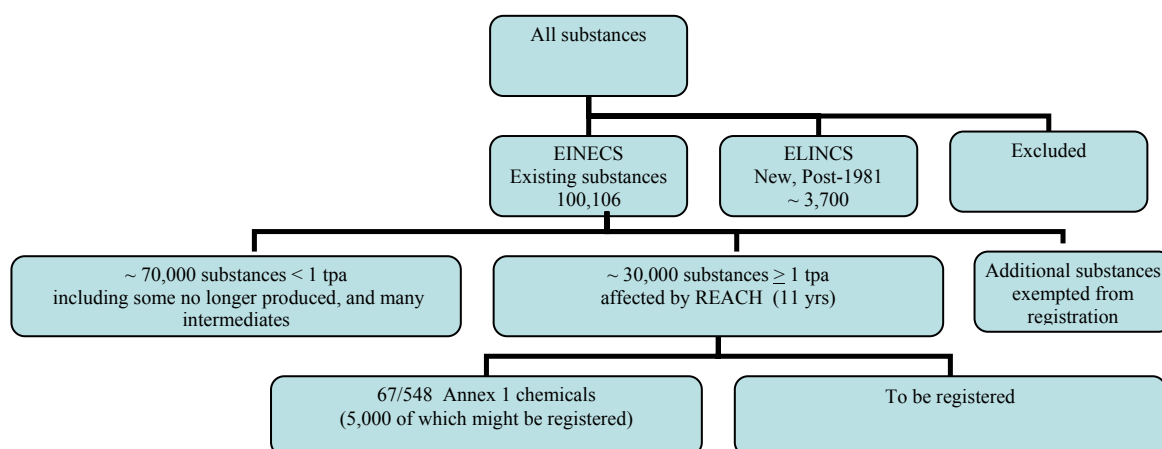 All substances
EINECS
Existing substances
100,106
ELINCS
New, Post-1981
~ 3,700
Excluded
~ 70,000 substances < 1 tpa
including some no longer produced, and many
intermediates
~ 30,000 substances ≥ 1 tpa
affected by REACH (11 yrs)
Additional substances
exempted from
registration
67/548 Annex 1 chemicals
(5,000 of which might be registered)
To be registered